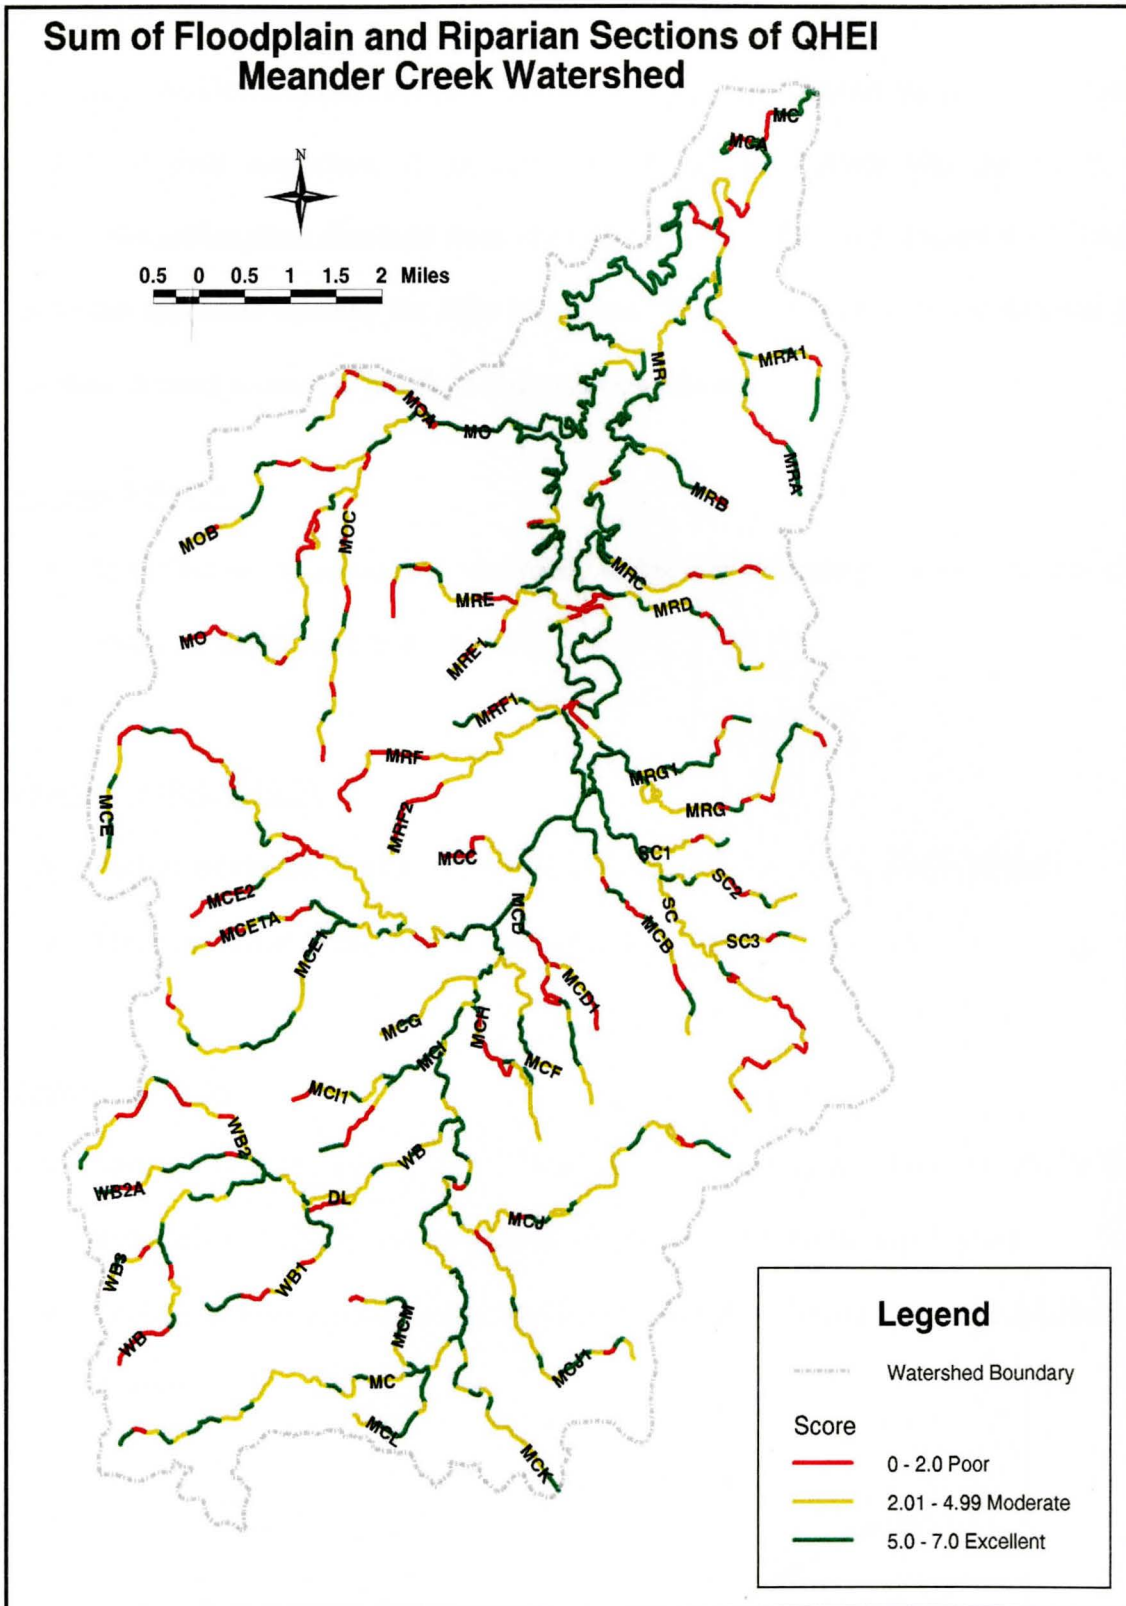 Sum of Floodplain and Riparian Sections of QHEI
Meander Creek Watershed
N
0.5 0 0.5 1 1.5 2 Miles
MC
MCA
MR
MRA1
MOA
MO
MRA
MRB
MOB
MOC
MRC
MRE
MRD
MO
MRE1
MRF1
MRF
MRG1
MCE
MRG
MRF2
MCC
SC1
SC2
MCE2
MCD
SC
MCE1A
MCB
SC3
MCE1
MCD1
MCG
MCH
MCI
MCF
MCI1
WB2
WB
WB2A
DL
MCJ
WB3
WB1
MCM
WB
MCJ1
MC
MCL
MCK
Legend
Watershed Boundary
Score
0 - 2.0 Poor
2.01 - 4.99 Moderate
5.0 - 7.0 Excellent